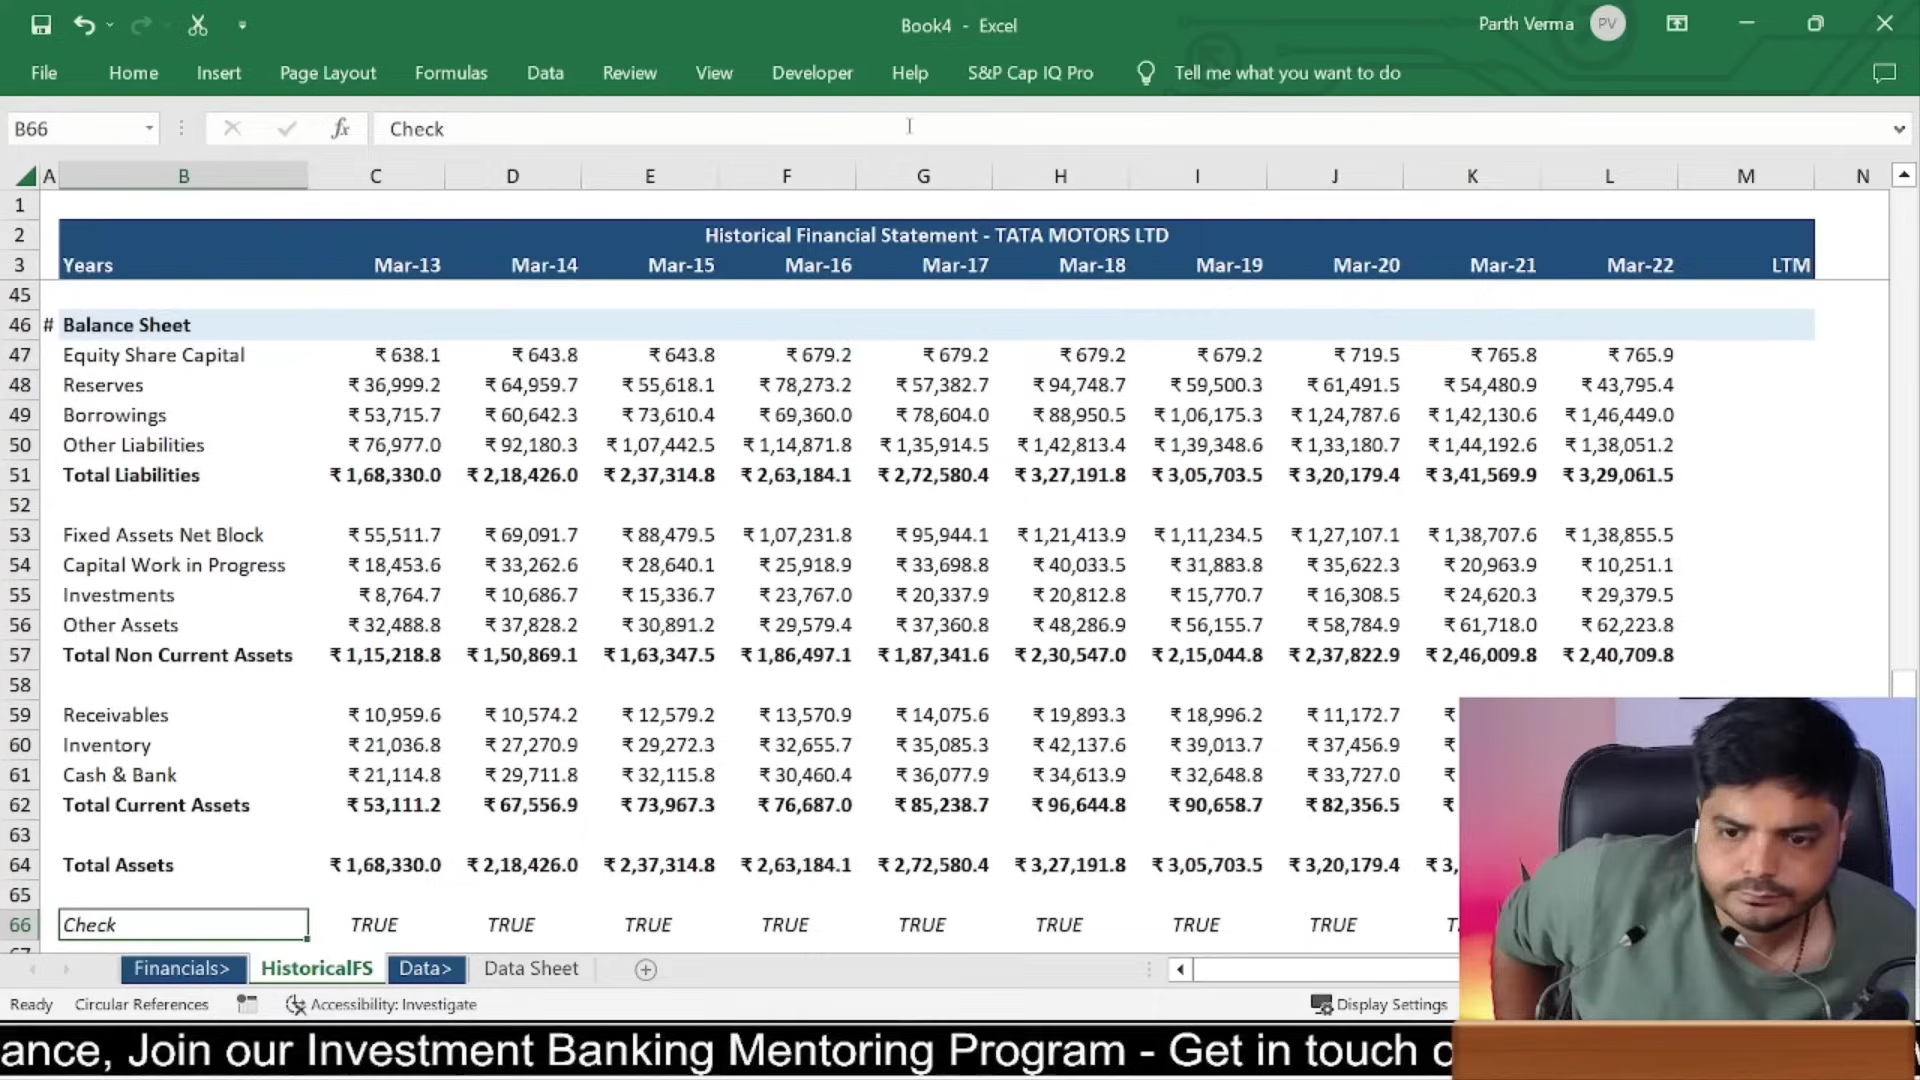 Book4 - Excel
Parth Verma PV
File Home Insert Page Layout Formulas Data Review View Developer Help S&P Cap IQ Pro Tell me what you want to do
B66 fx Check
A B C D E F G H I J K L M N
1
2 Historical Financial Statement - TATA MOTORS LTD
3 Years Mar-13 Mar-14 Mar-15 Mar-16 Mar-17 Mar-18 Mar-19 Mar-20 Mar-21 Mar-22 LTM
45
46 # Balance Sheet
47 Equity Share Capital ₹ 638.1 ₹ 643.8 ₹ 643.8 ₹ 679.2 ₹ 679.2 ₹ 679.2 ₹ 679.2 ₹ 719.5 ₹ 765.8 ₹ 765.9
48 Reserves ₹ 36,999.2 ₹ 64,959.7 ₹ 55,618.1 ₹ 78,273.2 ₹ 57,382.7 ₹ 94,748.7 ₹ 59,500.3 ₹ 61,491.5 ₹ 54,480.9 ₹ 43,795.4
49 Borrowings ₹ 53,715.7 ₹ 60,642.3 ₹ 73,610.4 ₹ 69,360.0 ₹ 78,604.0 ₹ 88,950.5 ₹ 1,06,175.3 ₹ 1,24,787.6 ₹ 1,42,130.6 ₹ 1,46,449.0
50 Other Liabilities ₹ 76,977.0 ₹ 92,180.3 ₹ 1,07,442.5 ₹ 1,14,871.8 ₹ 1,35,914.5 ₹ 1,42,813.4 ₹ 1,39,348.6 ₹ 1,33,180.7 ₹ 1,44,192.6 ₹ 1,38,051.2
51 Total Liabilities ₹ 1,68,330.0 ₹ 2,18,426.0 ₹ 2,37,314.8 ₹ 2,63,184.1 ₹ 2,72,580.4 ₹ 3,27,191.8 ₹ 3,05,703.5 ₹ 3,20,179.4 ₹ 3,41,569.9 ₹ 3,29,061.5
52
53 Fixed Assets Net Block ₹ 55,511.7 ₹ 69,091.7 ₹ 88,479.5 ₹ 1,07,231.8 ₹ 95,944.1 ₹ 1,21,413.9 ₹ 1,11,234.5 ₹ 1,27,107.1 ₹ 1,38,707.6 ₹ 1,38,855.5
54 Capital Work in Progress ₹ 18,453.6 ₹ 33,262.6 ₹ 28,640.1 ₹ 25,918.9 ₹ 33,698.8 ₹ 40,033.5 ₹ 31,883.8 ₹ 35,622.3 ₹ 20,963.9 ₹ 10,251.1
55 Investments ₹ 8,764.7 ₹ 10,686.7 ₹ 15,336.7 ₹ 23,767.0 ₹ 20,337.9 ₹ 20,812.8 ₹ 15,770.7 ₹ 16,308.5 ₹ 24,620.3 ₹ 29,379.5
56 Other Assets ₹ 32,488.8 ₹ 37,828.2 ₹ 30,891.2 ₹ 29,579.4 ₹ 37,360.8 ₹ 48,286.9 ₹ 56,155.7 ₹ 58,784.9 ₹ 61,718.0 ₹ 62,223.8
57 Total Non Current Assets ₹ 1,15,218.8 ₹ 1,50,869.1 ₹ 1,63,347.5 ₹ 1,86,497.1 ₹ 1,87,341.6 ₹ 2,30,547.0 ₹ 2,15,044.8 ₹ 2,37,822.9 ₹ 2,46,009.8 ₹ 2,40,709.8
58
59 Receivables ₹ 10,959.6 ₹ 10,574.2 ₹ 12,579.2 ₹ 13,570.9 ₹ 14,075.6 ₹ 19,893.3 ₹ 18,996.2 ₹ 11,172.7 ₹
60 Inventory ₹ 21,036.8 ₹ 27,270.9 ₹ 29,272.3 ₹ 32,655.7 ₹ 35,085.3 ₹ 42,137.6 ₹ 39,013.7 ₹ 37,456.9 ₹
61 Cash & Bank ₹ 21,114.8 ₹ 29,711.8 ₹ 32,115.8 ₹ 30,460.4 ₹ 36,077.9 ₹ 34,613.9 ₹ 32,648.8 ₹ 33,727.0 ₹
62 Total Current Assets ₹ 53,111.2 ₹ 67,556.9 ₹ 73,967.3 ₹ 76,687.0 ₹ 85,238.7 ₹ 96,644.8 ₹ 90,658.7 ₹ 82,356.5 ₹
63
64 Total Assets ₹ 1,68,330.0 ₹ 2,18,426.0 ₹ 2,37,314.8 ₹ 2,63,184.1 ₹ 2,72,580.4 ₹ 3,27,191.8 ₹ 3,05,703.5 ₹ 3,20,179.4 ₹ 3,
65
66 Check TRUE TRUE TRUE TRUE TRUE TRUE TRUE TRUE
Financials> HistoricalFS Data> Data Sheet
Ready Circular References Accessibility: Investigate Display Settings
ance, Join our Investment Banking Mentoring Program - Get in touch